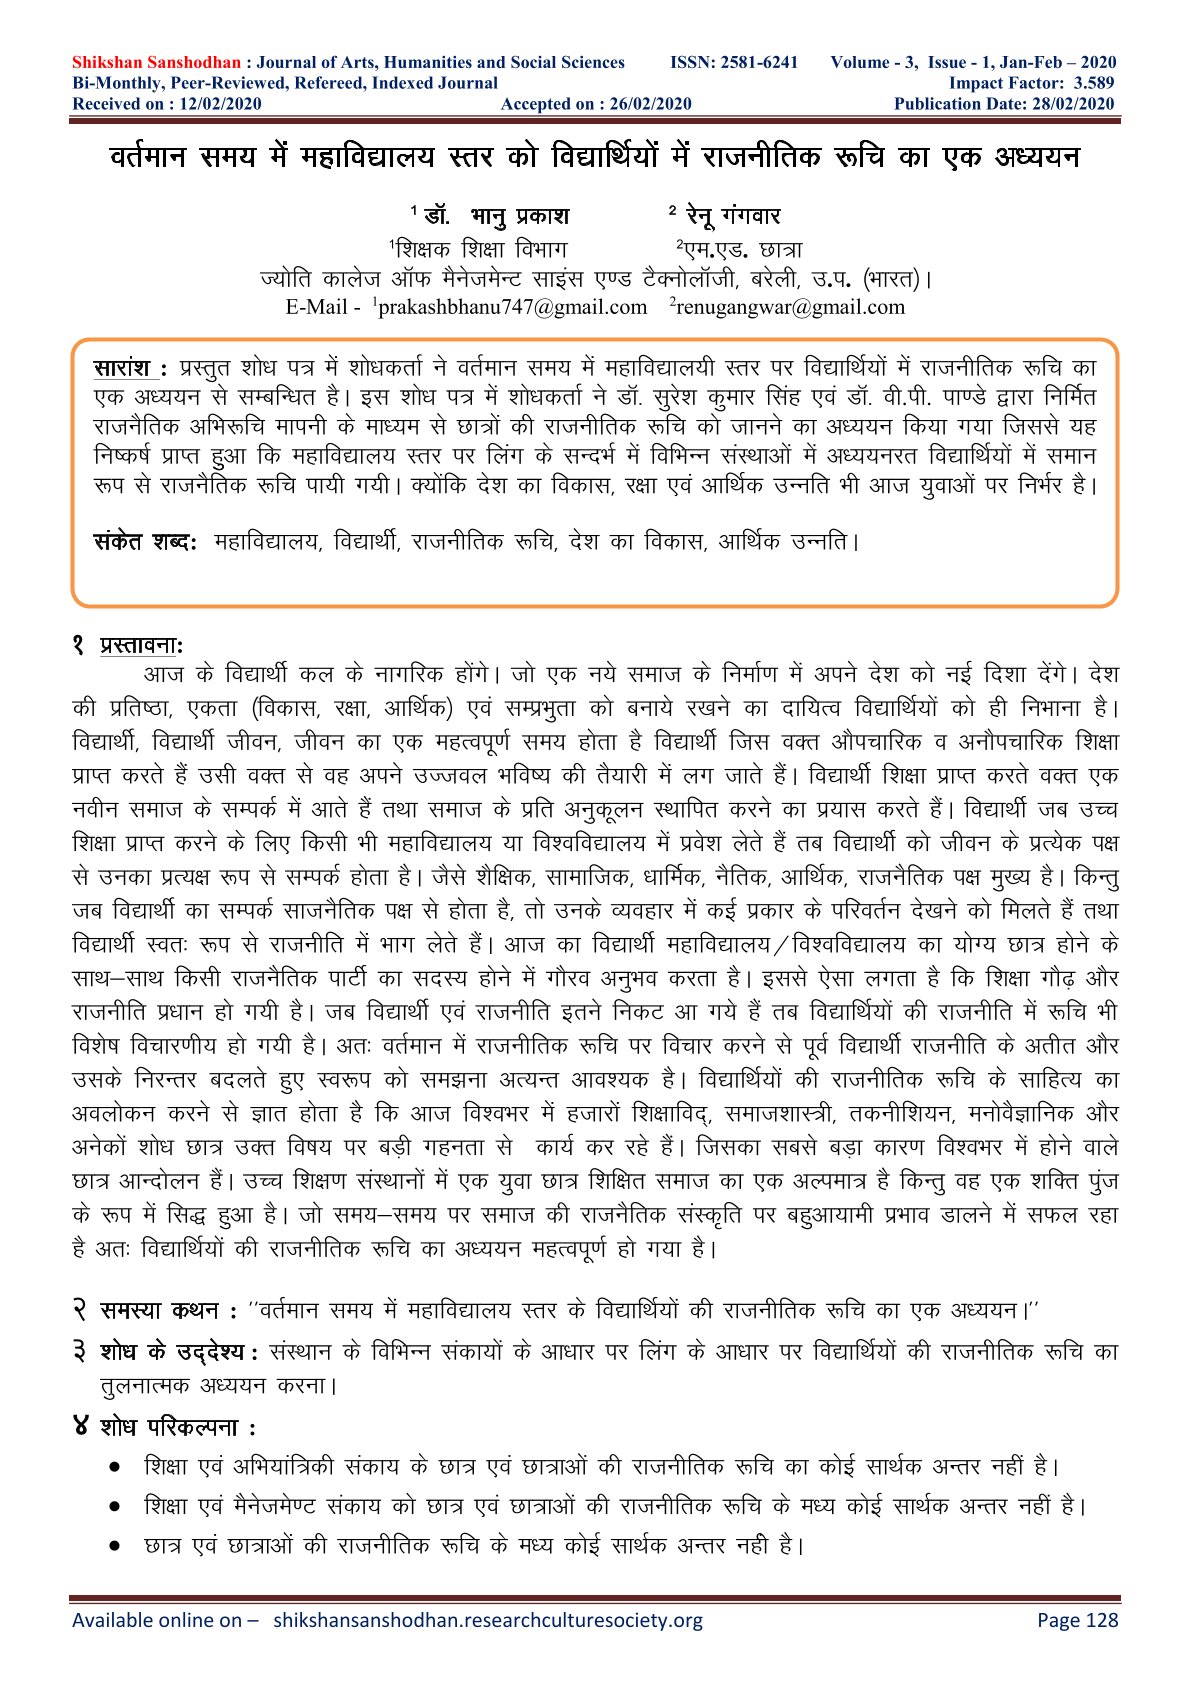 Shikshan Sanshodhan : Journal of Arts, Humanities and Social Sciences ISSN: 2581-6241 Volume - 3, Issue - 1, Jan-Feb – 2020
Bi-Monthly, Peer-Reviewed, Refereed, Indexed Journal Impact Factor: 3.589
Received on : 12/02/2020 Accepted on : 26/02/2020 Publication Date: 28/02/2020
वर्तमान समय में महाविद्यालय स्तर को विद्यार्थियों में राजनीतिक रूचि का एक अध्ययन
¹ डॉ. भानु प्रकाश ² रेनू गंगवार
¹शिक्षक शिक्षा विभाग ²एम.एड. छात्रा
ज्योति कालेज ऑफ मैनेजमेन्ट साइंस एण्ड टैक्नोलॉजी, बरेली, उ.प. (भारत)।
E-Mail - ¹prakashbhanu747@gmail.com ²renugangwar@gmail.com
सारांश : प्रस्तुत शोध पत्र में शोधकर्ता ने वर्तमान समय में महाविद्यालयी स्तर पर विद्यार्थियों में राजनीतिक रूचि का
एक अध्ययन से सम्बन्धित है। इस शोध पत्र में शोधकर्ता ने डॉ. सुरेश कुमार सिंह एवं डॉ. वी.पी. पाण्डे द्वारा निर्मित
राजनैतिक अभिरूचि मापनी के माध्यम से छात्रों की राजनीतिक रूचि को जानने का अध्ययन किया गया जिससे यह
निष्कर्ष प्राप्त हुआ कि महाविद्यालय स्तर पर लिंग के सन्दर्भ में विभिन्न संस्थाओं में अध्ययनरत विद्यार्थियों में समान
रूप से राजनैतिक रूचि पायी गयी। क्योंकि देश का विकास, रक्षा एवं आर्थिक उन्नति भी आज युवाओं पर निर्भर है।
संकेत शब्द: महाविद्यालय, विद्यार्थी, राजनीतिक रूचि, देश का विकास, आर्थिक उन्नति।
१ प्रस्तावना:
आज के विद्यार्थी कल के नागरिक होंगे। जो एक नये समाज के निर्माण में अपने देश को नई दिशा देंगे। देश
की प्रतिष्ठा, एकता (विकास, रक्षा, आर्थिक) एवं सम्प्रभुता को बनाये रखने का दायित्व विद्यार्थियों को ही निभाना है।
विद्यार्थी, विद्यार्थी जीवन, जीवन का एक महत्वपूर्ण समय होता है विद्यार्थी जिस वक्त औपचारिक व अनौपचारिक शिक्षा
प्राप्त करते हैं उसी वक्त से वह अपने उज्जवल भविष्य की तैयारी में लग जाते हैं। विद्यार्थी शिक्षा प्राप्त करते वक्त एक
नवीन समाज के सम्पर्क में आते हैं तथा समाज के प्रति अनुकूलन स्थापित करने का प्रयास करते हैं। विद्यार्थी जब उच्च
शिक्षा प्राप्त करने के लिए किसी भी महाविद्यालय या विश्वविद्यालय में प्रवेश लेते हैं तब विद्यार्थी को जीवन के प्रत्येक पक्ष
से उनका प्रत्यक्ष रूप से सम्पर्क होता है। जैसे शैक्षिक, सामाजिक, धार्मिक, नैतिक, आर्थिक, राजनैतिक पक्ष मुख्य है। किन्तु
जब विद्यार्थी का सम्पर्क साजनैतिक पक्ष से होता है, तो उनके व्यवहार में कई प्रकार के परिवर्तन देखने को मिलते हैं तथा
विद्यार्थी स्वतः रूप से राजनीति में भाग लेते हैं। आज का विद्यार्थी महाविद्यालय/विश्वविद्यालय का योग्य छात्र होने के
साथ–साथ किसी राजनैतिक पार्टी का सदस्य होने में गौरव अनुभव करता है। इससे ऐसा लगता है कि शिक्षा गौढ़ और
राजनीति प्रधान हो गयी है। जब विद्यार्थी एवं राजनीति इतने निकट आ गये हैं तब विद्यार्थियों की राजनीति में रूचि भी
विशेष विचारणीय हो गयी है। अतः वर्तमान में राजनीतिक रूचि पर विचार करने से पूर्व विद्यार्थी राजनीति के अतीत और
उसके निरन्तर बदलते हुए स्वरूप को समझना अत्यन्त आवश्यक है। विद्यार्थियों की राजनीतिक रूचि के साहित्य का
अवलोकन करने से ज्ञात होता है कि आज विश्वभर में हजारों शिक्षाविद्, समाजशास्त्री, तकनीशियन, मनोवैज्ञानिक और
अनेकों शोध छात्र उक्त विषय पर बड़ी गहनता से कार्य कर रहे हैं। जिसका सबसे बड़ा कारण विश्वभर में होने वाले
छात्र आन्दोलन हैं। उच्च शिक्षण संस्थानों में एक युवा छात्र शिक्षित समाज का एक अल्पमात्र है किन्तु वह एक शक्ति पुंज
के रूप में सिद्ध हुआ है। जो समय–समय पर समाज की राजनैतिक संस्कृति पर बहुआयामी प्रभाव डालने में सफल रहा
है अतः विद्यार्थियों की राजनीतिक रूचि का अध्ययन महत्वपूर्ण हो गया है।
२ समस्या कथन : ''वर्तमान समय में महाविद्यालय स्तर के विद्यार्थियों की राजनीतिक रूचि का एक अध्ययन।''
३ शोध के उद्देश्य : संस्थान के विभिन्न संकायों के आधार पर लिंग के आधार पर विद्यार्थियों की राजनीतिक रूचि का
तुलनात्मक अध्ययन करना।
४ शोध परिकल्पना :
• शिक्षा एवं अभियांत्रिकी संकाय के छात्र एवं छात्राओं की राजनीतिक रूचि का कोई सार्थक अन्तर नहीं है।
• शिक्षा एवं मैनेजमेण्ट संकाय को छात्र एवं छात्राओं की राजनीतिक रूचि के मध्य कोई सार्थक अन्तर नहीं है।
• छात्र एवं छात्राओं की राजनीतिक रूचि के मध्य कोई सार्थक अन्तर नहीं है।
Available online on – shikshansanshodhan.researchculturesociety.org Page 128